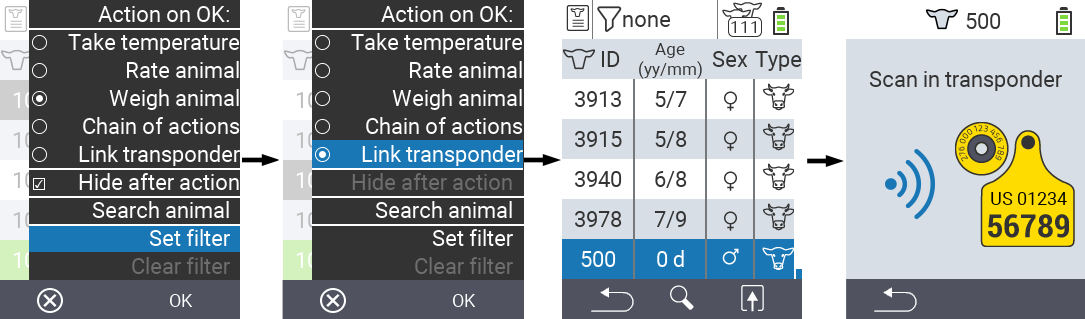 Action on OK:
Take temperature
Rate animal
Weigh animal
Chain of actions
Link transponder
Hide after action
Search animal
Set filter
Clear filter
OK
Action on OK:
Take temperature
Rate animal
Weigh animal
Chain of actions
Link transponder
Hide after action
Search animal
Set filter
Clear filter
OK
none
111
ID Age (yy/mm) Sex Type
3913 5/7 ♀
3915 5/8 ♀
3940 6/8 ♀
3978 7/9 ♀
500 0 d ♂
500
Scan in transponder
276 000 123 456 789
US 01234
56789